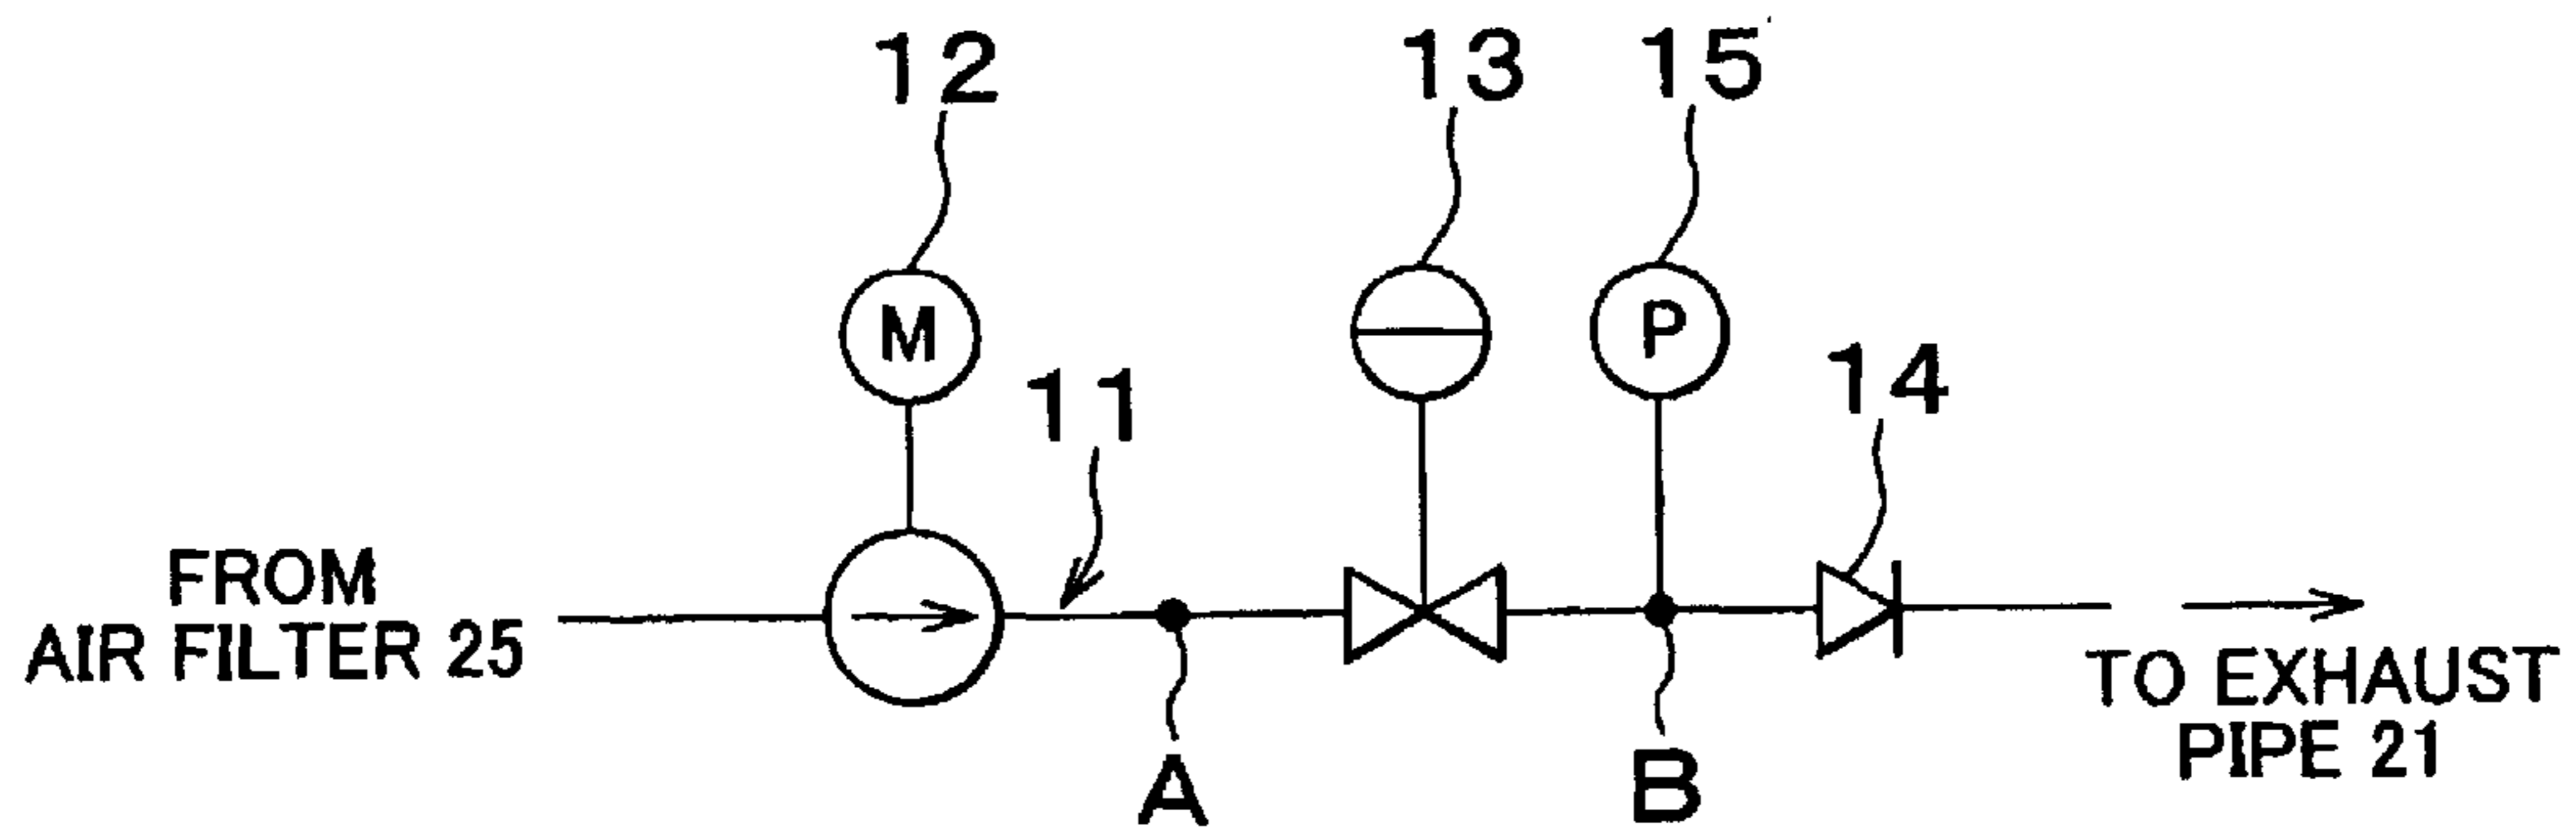 12
13
15
M
P
11
14
FROM
AIR FILTER 25
TO EXHAUST
PIPE 21
A
B